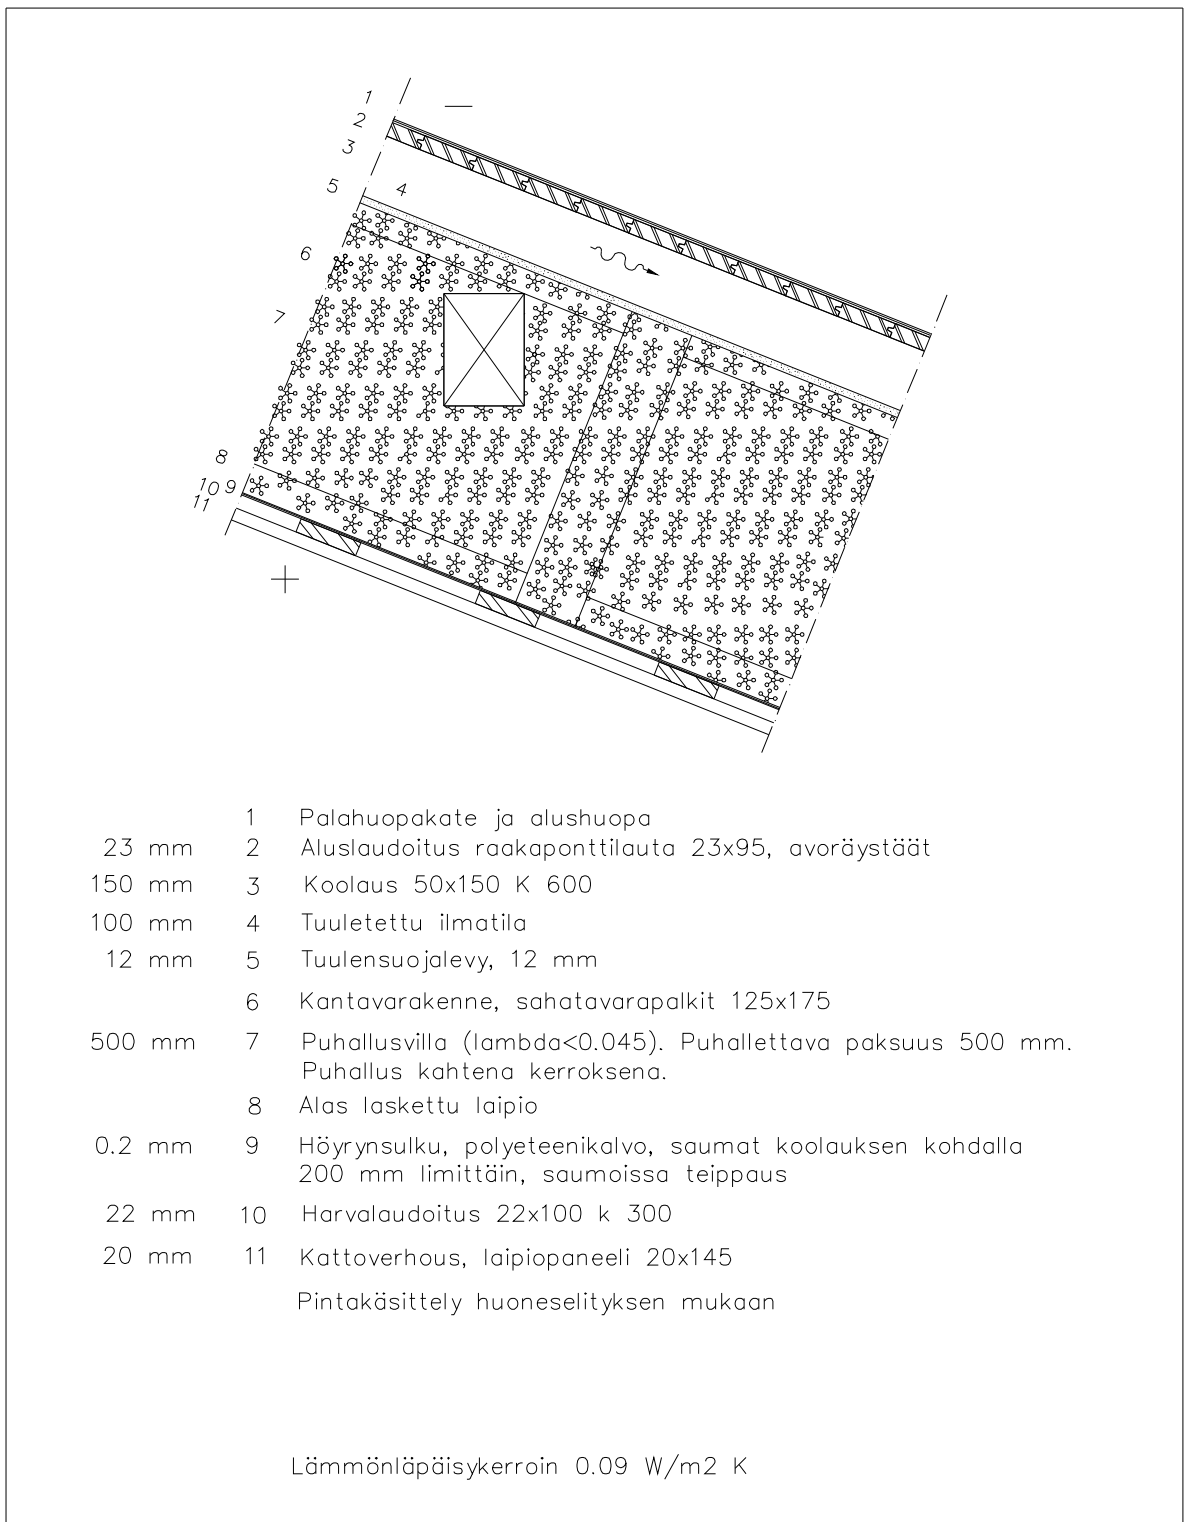 1
2
3
5 4
6
7
8
10 9
11
1 Palahuopakate ja alushuopa
23 mm 2 Aluslaudoitus raakaponttilauta 23x95, avoräystäät
150 mm 3 Koolaus 50x150 K 600
100 mm 4 Tuuletettu ilmatila
12 mm 5 Tuulensuojalevy, 12 mm
6 Kantavarakenne, sahatavarapalkit 125x175
500 mm 7 Puhallusvilla (lambda<0.045). Puhallettava paksuus 500 mm.
Puhallus kahtena kerroksena.
8 Alas laskettu laipio
0.2 mm 9 Höyrynsulku, polyeteenikalvo, saumat koolauksen kohdalla
200 mm limittäin, saumoissa teippaus
22 mm 10 Harvalaudoitus 22x100 k 300
20 mm 11 Kattoverhous, laipiopaneeli 20x145
Pintakäsittely huoneselityksen mukaan
Lämmönläpäisykerroin 0.09 W/m2 K